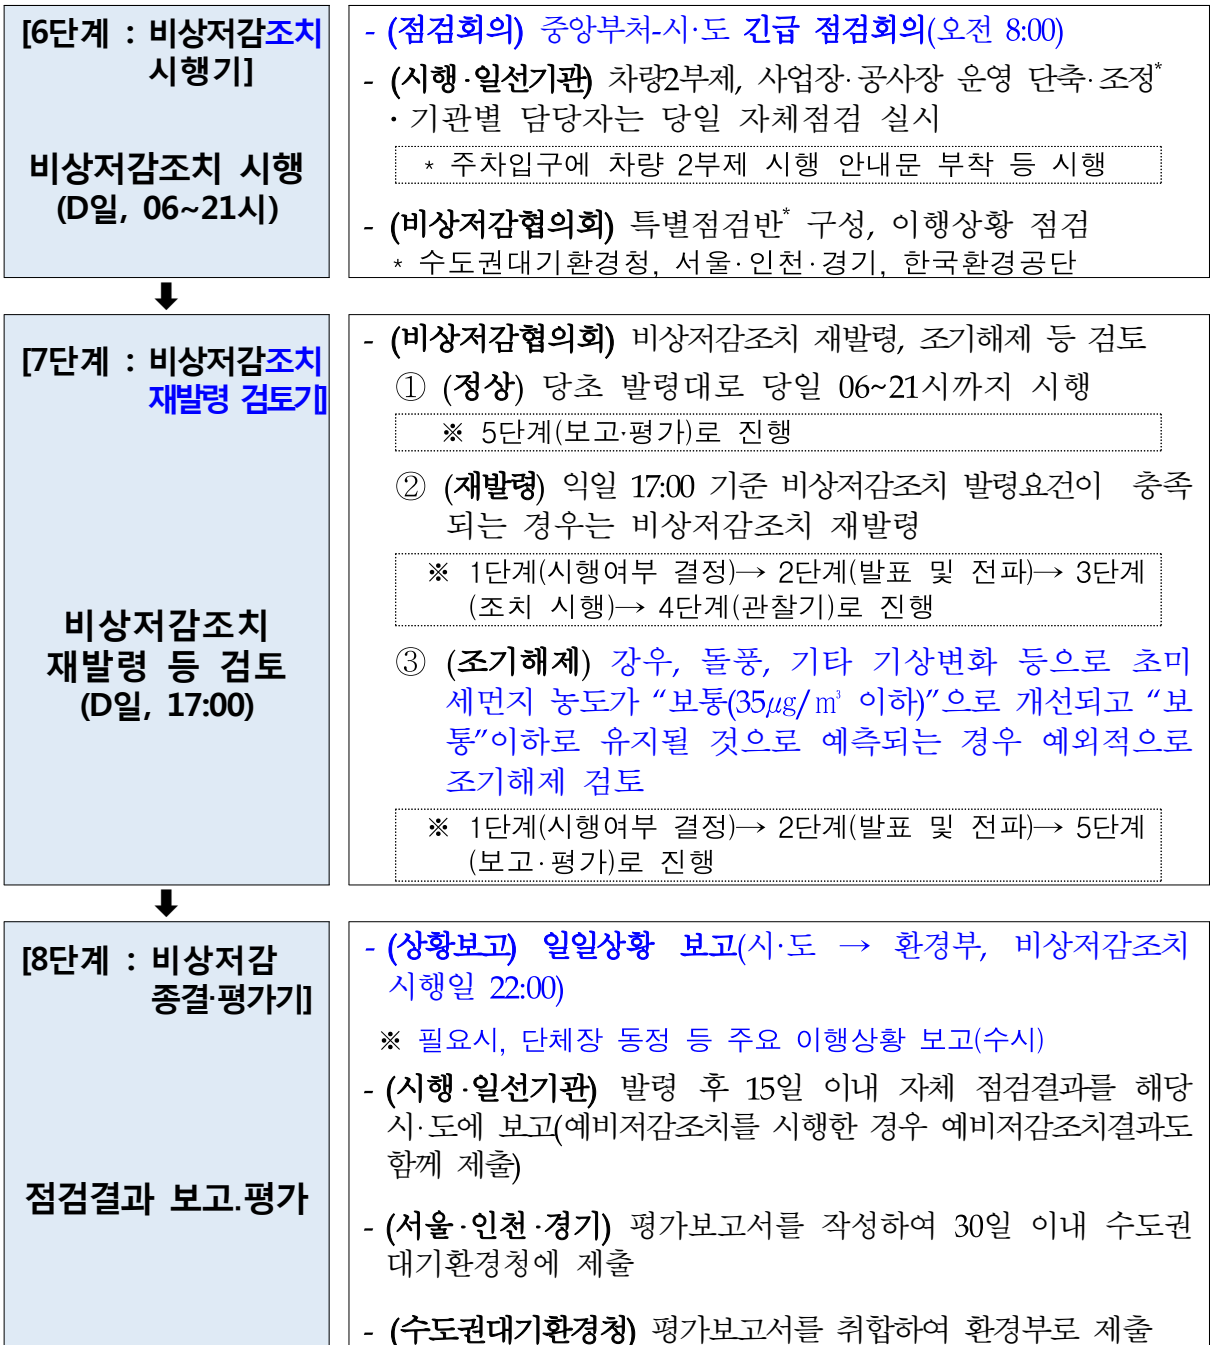 [6단계 : 비상저감조치
시행기]
비상저감조치 시행
(D일, 06~21시)
- (점검회의) 중앙부처-시·도 긴급 점검회의(오전 8:00)
- (시행·일선기관) 차량2부제, 사업장·공사장 운영 단축·조정*
· 기관별 담당자는 당일 자체점검 실시
* 주차입구에 차량 2부제 시행 안내문 부착 등 시행
- (비상저감협의회) 특별점검반* 구성, 이행상황 점검
* 수도권대기환경청, 서울·인천·경기, 한국환경공단
[7단계 : 비상저감조치
재발령 검토기]
비상저감조치
재발령 등 검토
(D일, 17:00)
- (비상저감협의회) 비상저감조치 재발령, 조기해제 등 검토
① (정상) 당초 발령대로 당일 06~21시까지 시행
※ 5단계(보고·평가)로 진행
② (재발령) 익일 17:00 기준 비상저감조치 발령요건이 충족
되는 경우는 비상저감조치 재발령
※ 1단계(시행여부 결정)→ 2단계(발표 및 전파)→ 3단계
(조치 시행)→ 4단계(관찰기)로 진행
③ (조기해제) 강우, 돌풍, 기타 기상변화 등으로 초미
세먼지 농도가 “보통(35㎍/㎥ 이하)”으로 개선되고 “보
통”이하로 유지될 것으로 예측되는 경우 예외적으로
조기해제 검토
※ 1단계(시행여부 결정)→ 2단계(발표 및 전파)→ 5단계
(보고·평가)로 진행
[8단계 : 비상저감
종결·평가기]
점검결과 보고.평가
- (상황보고) 일일상황 보고(시·도 → 환경부, 비상저감조치
시행일 22:00)
※ 필요시, 단체장 동정 등 주요 이행상황 보고(수시)
- (시행·일선기관) 발령 후 15일 이내 자체 점검결과를 해당
시·도에 보고(예비저감조치를 시행한 경우 예비저감조치결과도
함께 제출)
- (서울·인천·경기) 평가보고서를 작성하여 30일 이내 수도권
대기환경청에 제출
- (수도권대기환경청) 평가보고서를 취합하여 환경부로 제출